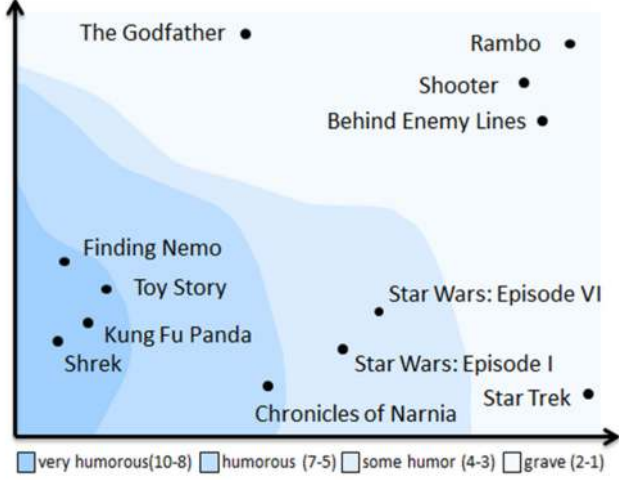 The Godfather
Rambo
Shooter
Behind Enemy Lines
Finding Nemo
Toy Story
Star Wars: Episode VI
Kung Fu Panda
Shrek
Star Wars: Episode I
Star Trek
Chronicles of Narnia
very humorous(10-8) humorous (7-5) some humor (4-3) grave (2-1)